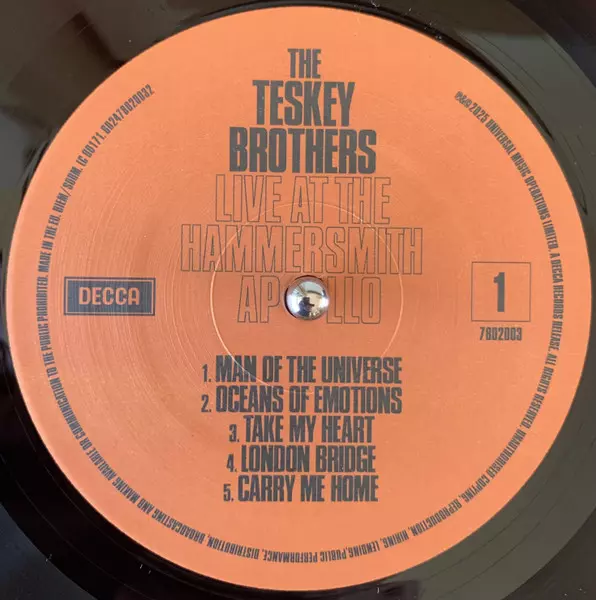 THE
TESKEY
BROTHERS
LIVE AT THE
HAMMERSMITH
APOLLO
DECCA
1
7802003
1. MAN OF THE UNIVERSE
2. OCEANS OF EMOTIONS
3. TAKE MY HEART
4. LONDON BRIDGE
5. CARRY ME HOME
℗&© 2025 UNIVERSAL MUSIC OPERATIONS LIMITED. A DECCA RECORDS RELEASE. ALL RIGHTS RESERVED. UNAUTHORISED COPYING, REPRODUCTION, HIRING, LENDING, PUBLIC PERFORMANCE, DISTRIBUTION, BROADCASTING AND MAKING AVAILABLE OR COMMUNICATION TO THE PUBLIC PROHIBITED. MADE IN THE EU. BIEM/SDRM. LC 00171. 002478020032